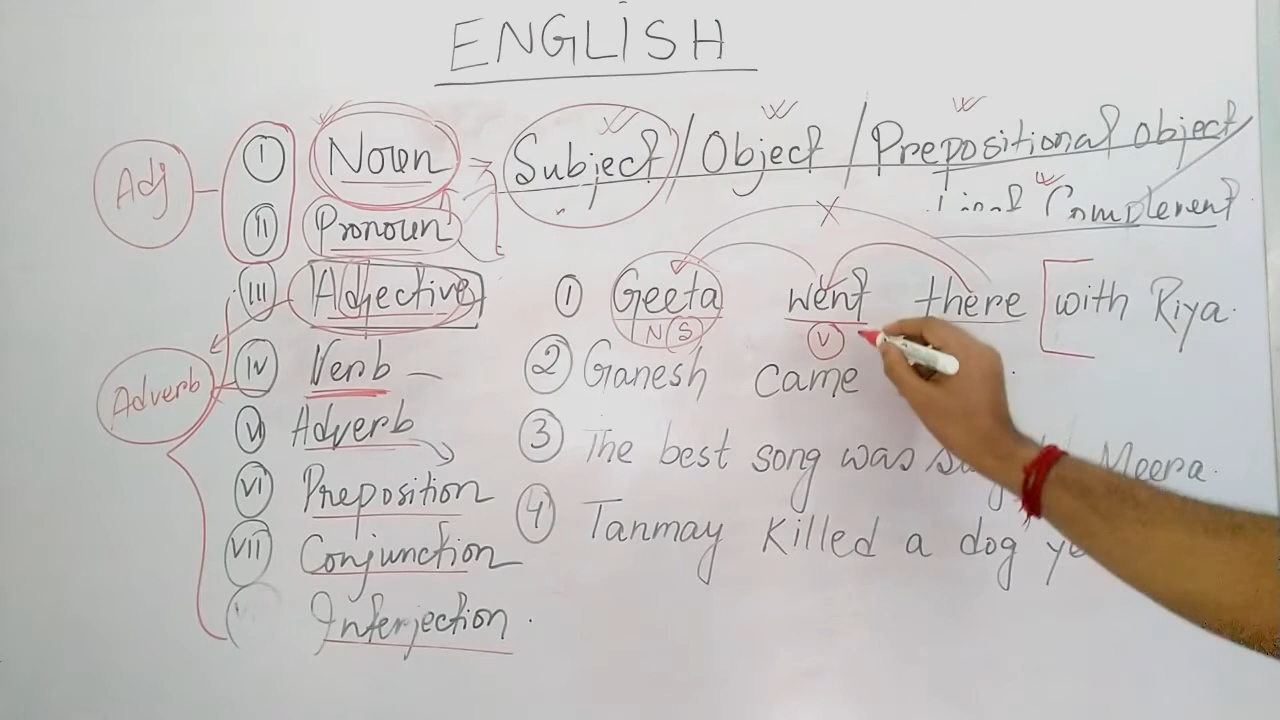 ENGLISH
Adj
I Noun Subject / Object / Prepositional object
II Pronoun Complement
III Adjective 1 Geeta went there with Riya.
N S V
Adverb
IV Verb 2 Ganesh came
V Adverb 3 The best song was Meera.
VI Preposition 4 Tanmay killed a dog
VII Conjunction
Interjection.